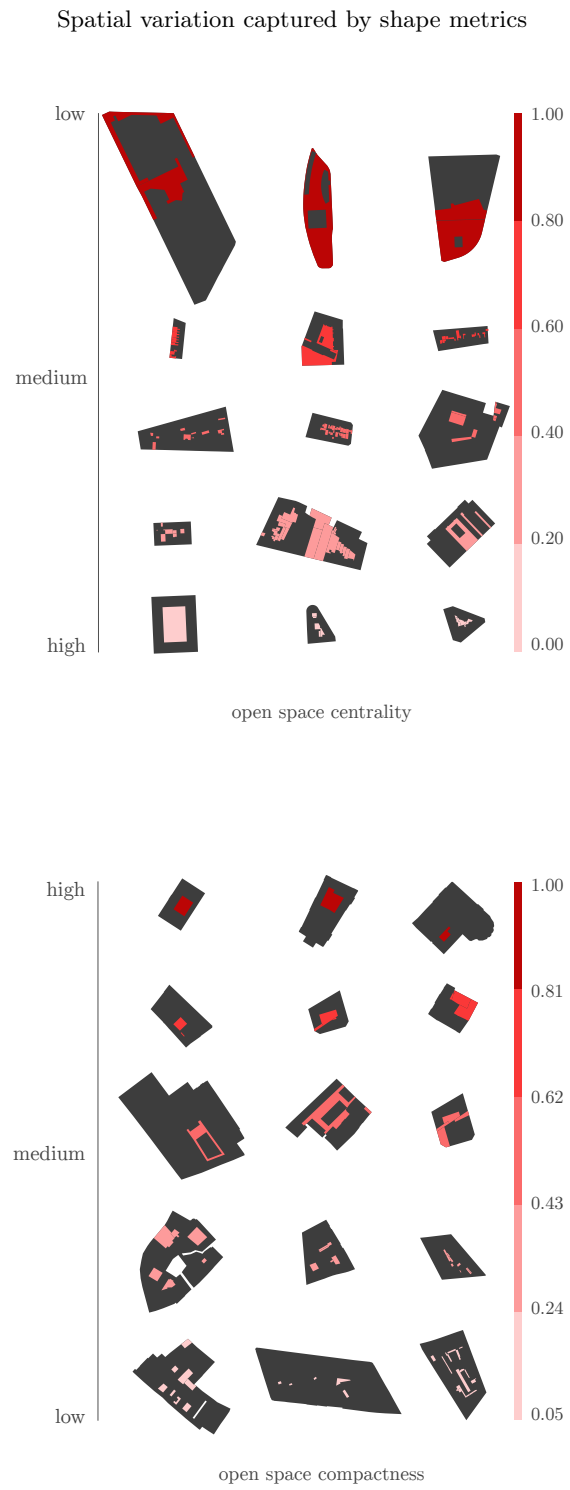 Spatial variation captured by shape metrics
low
1.00
0.80
0.60
medium
0.40
0.20
high
0.00
open space centrality
high
1.00
0.81
0.62
medium
0.43
0.24
low
0.05
open space compactness